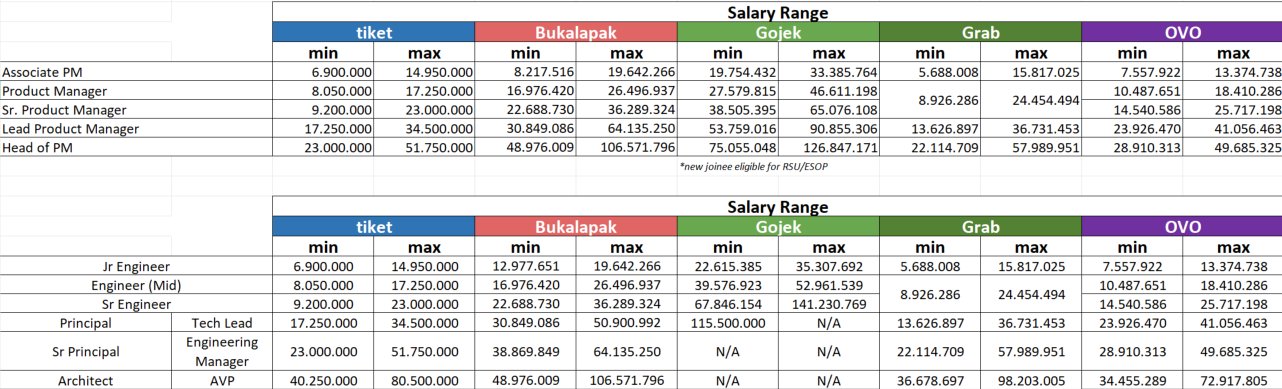 Salary Range
tiket Bukalapak Gojek Grab OVO
min max min max min max min max min max
Associate PM 6.900.000 14.950.000 8.217.516 19.642.266 19.754.432 33.385.764 5.688.008 15.817.025 7.557.922 13.374.738
Product Manager 8.050.000 17.250.000 16.976.420 26.496.937 27.579.815 46.611.198 8.926.286 24.454.494 10.487.651 18.410.286
Sr. Product Manager 9.200.000 23.000.000 22.688.730 36.289.324 38.505.395 65.076.108 14.540.586 25.717.198
Lead Product Manager 17.250.000 34.500.000 30.849.086 64.135.250 53.759.016 90.855.306 13.626.897 36.731.453 23.926.470 41.056.463
Head of PM 23.000.000 51.750.000 48.976.009 106.571.796 75.055.048 126.847.171 22.114.709 57.989.951 28.910.313 49.685.325
*new joinee eligible for RSU/ESOP
Salary Range
tiket Bukalapak Gojek Grab OVO
min max min max min max min max min max
Jr Engineer 6.900.000 14.950.000 12.977.651 19.642.266 22.615.385 35.307.692 5.688.008 15.817.025 7.557.922 13.374.738
Engineer (Mid) 8.050.000 17.250.000 16.976.420 26.496.937 39.576.923 52.961.539 8.926.286 24.454.494 10.487.651 18.410.286
Sr Engineer 9.200.000 23.000.000 22.688.730 36.289.324 67.846.154 141.230.769 14.540.586 25.717.198
Principal Tech Lead 17.250.000 34.500.000 30.849.086 50.900.992 115.500.000 N/A 13.626.897 36.731.453 23.926.470 41.056.463
Sr Principal Engineering Manager 23.000.000 51.750.000 38.869.849 64.135.250 N/A N/A 22.114.709 57.989.951 28.910.313 49.685.325
Architect AVP 40.250.000 80.500.000 48.976.009 106.571.796 N/A N/A 36.678.697 98.203.005 34.455.289 72.917.805